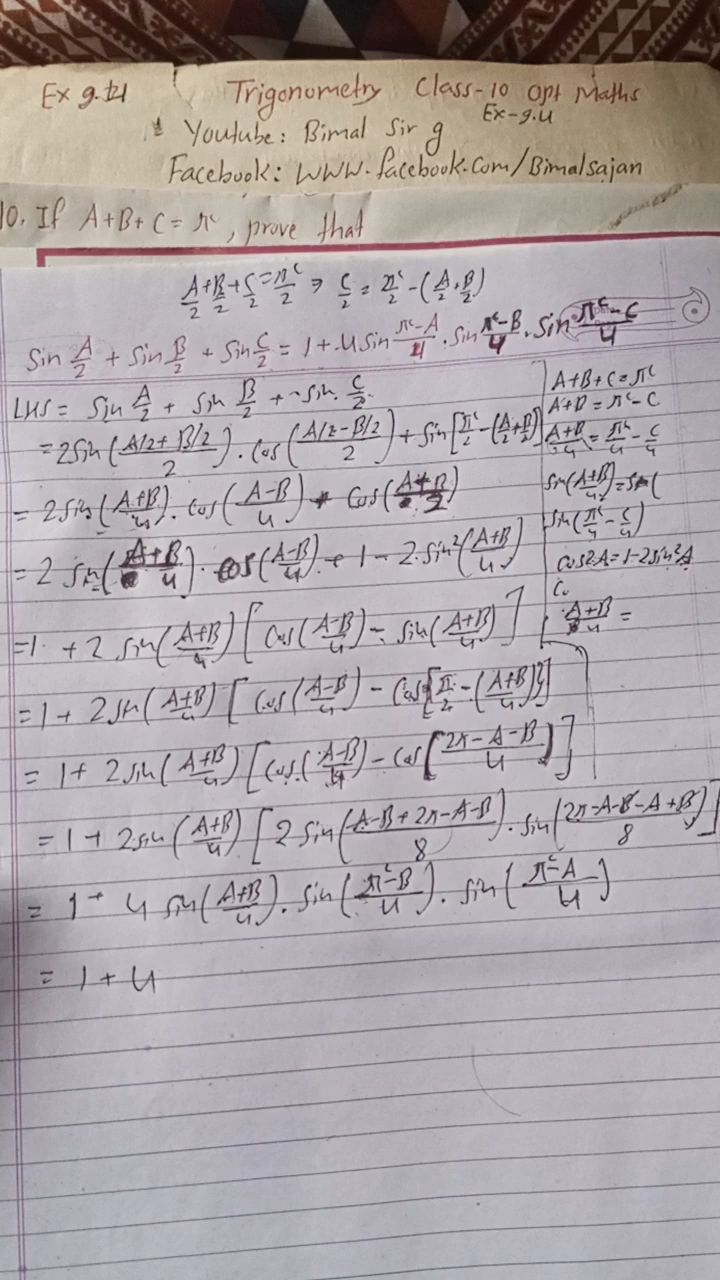 Ex 9.4 Trigonometry Class-10 Opt Maths
Ex-9.4
Youtube: Bimal Sir g
Facebook: WWW.facebook.Com/Bimalsajan
10. If A+B+C = π^c, prove that
A/2 + B/2 + C/2 = π^c/2 ⇒ C/2 = π^c/2 - (A/2 + B/2)
Sin A/2 + Sin B/2 + Sin C/2 = 1 + 4 Sin (π^c-A)/4 . Sin (π^c-B)/4 . Sin (π^c-C)/4
LHS = Sin A/2 + Sin B/2 + Sin C/2
= 2Sin((A/2 + B/2)/2) . Cos((A/2 - B/2)/2) + Sin[π^c/2 - (A/2 + B/2)]
= 2 Sin((A+B)/4) . Cos((A-B)/4) + Cos((A+B)/2)
= 2 Sin((A+B)/4) . Cos((A-B)/4) + 1 - 2 . Sin²((A+B)/4)
= 1 + 2 Sin((A+B)/4) [Cos((A-B)/4) - Sin((A+B)/4)]
= 1 + 2 Sin((A+B)/4) [Cos((A-B)/4) - Cos{π/2 - (A+B)/4}]
= 1 + 2 Sin((A+B)/4) [Cos((A-B)/4) - Cos((2π-A-B)/4)]
= 1 + 2 Sin((A+B)/4) [2 Sin((A-B+2π-A-B)/8) . Sin((2π-A-B-A+B)/8)]
= 1 + 4 Sin((A+B)/4) . Sin((π^c-B)/4) . Sin((π^c-A)/4)
= 1 + 4
A+B+C = π^c
A+B = π^c - C
(A+B)/4 = π^c/4 - C/4
Sin((A+B)/4) = Sin(
Sin(π^c/4 - C/4)
Cos2A = 1-2Sin²A
(A+B)/4 =